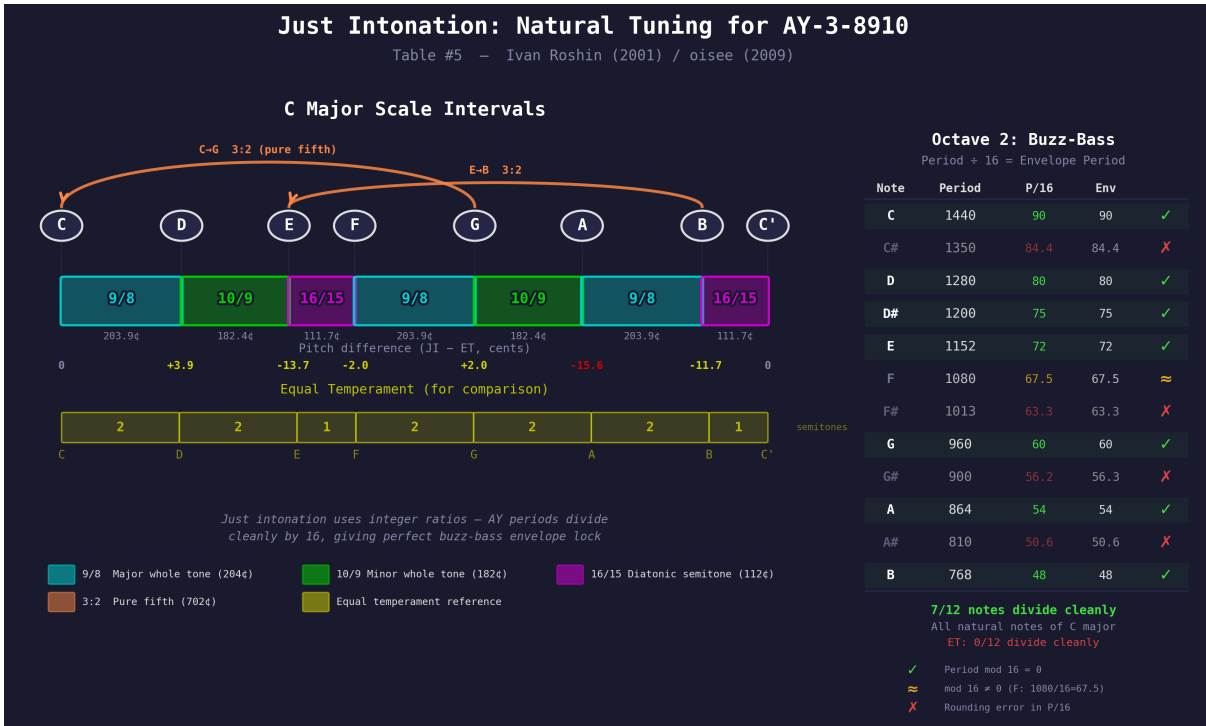 Just Intonation: Natural Tuning for AY-3-8910
Table #5 — Ivan Roshin (2001) / oisee (2009)
C Major Scale Intervals
C→G 3:2 (pure fifth)
E→B 3:2
C D E F G A B C'
9/8 10/9 16/15 9/8 10/9 9/8 16/15
203.9¢ 182.4¢ 111.7¢ 203.9¢ 182.4¢ 203.9¢ 111.7¢
Pitch difference (JI − ET, cents)
0 +3.9 -13.7 -2.0 +2.0 -15.6 -11.7 0
Equal Temperament (for comparison)
2 2 1 2 2 2 1 semitones
C D E F G A B C'
Just intonation uses integer ratios — AY periods divide
cleanly by 16, giving perfect buzz-bass envelope lock
9/8 Major whole tone (204¢) 10/9 Minor whole tone (182¢) 16/15 Diatonic semitone (112¢)
3:2 Pure fifth (702¢) Equal temperament reference
Octave 2: Buzz-Bass
Period ÷ 16 = Envelope Period
Note Period P/16 Env
C 1440 90 90 ✓
C# 1350 84.4 84.4 ✗
D 1280 80 80 ✓
D# 1200 75 75 ✓
E 1152 72 72 ✓
F 1080 67.5 67.5 ≈
F# 1013 63.3 63.3 ✗
G 960 60 60 ✓
G# 900 56.2 56.3 ✗
A 864 54 54 ✓
A# 810 50.6 50.6 ✗
B 768 48 48 ✓
7/12 notes divide cleanly
All natural notes of C major
ET: 0/12 divide cleanly
✓ Period mod 16 = 0
≈ mod 16 ≠ 0 (F: 1080/16=67.5)
✗ Rounding error in P/16